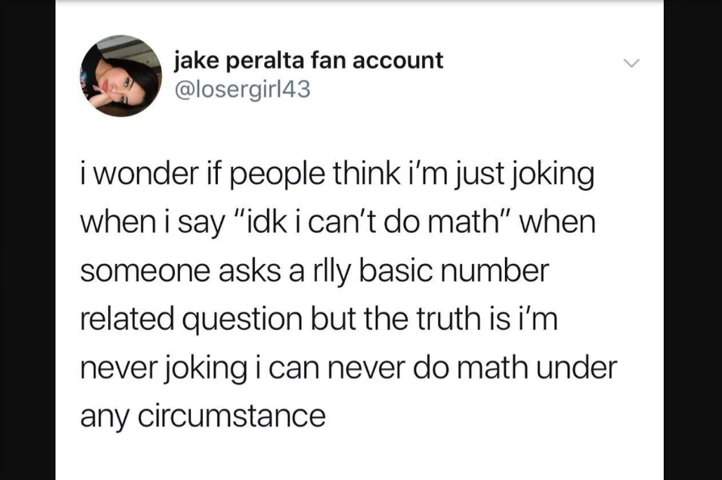 jake peralta fan account
@losergirl43
i wonder if people think i’m just joking
when i say “idk i can’t do math” when
someone asks a rlly basic number
related question but the truth is i’m
never joking i can never do math under
any circumstance